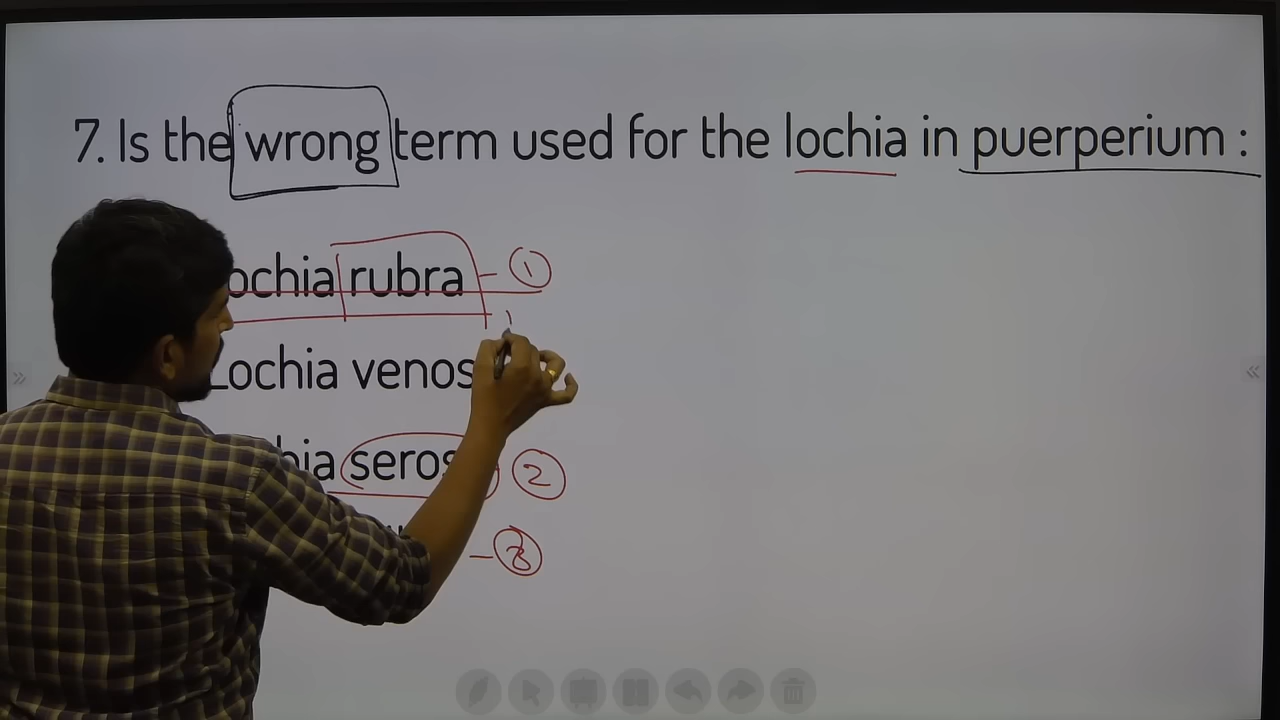 7. Is the wrong term used for the lochia in puerperium :
ochia rubra - 1
Lochia venos
hia seros 2
- 3